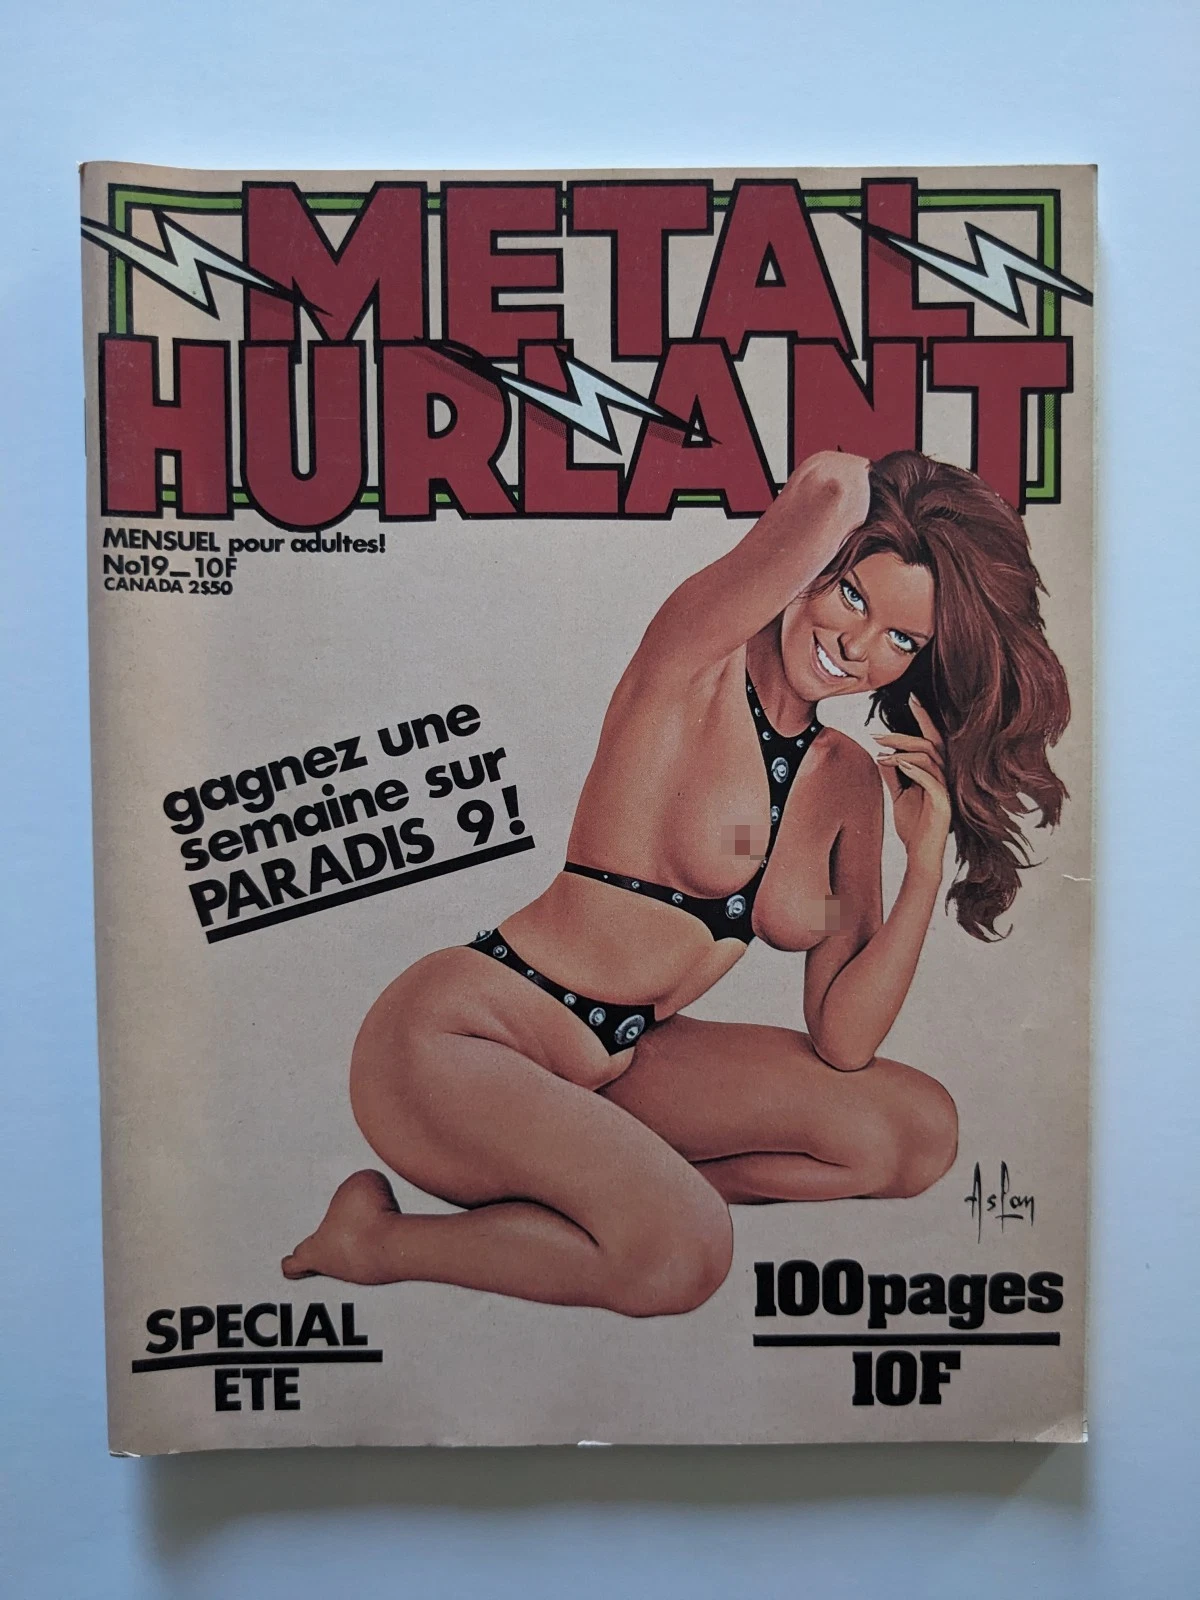 METAL
HURLANT
MENSUEL pour adultes!
No19_10F
CANADA 2$50
gagnez une
semaine sur
PARADIS 9!
Aslan
SPECIAL
ETE
100pages
10F